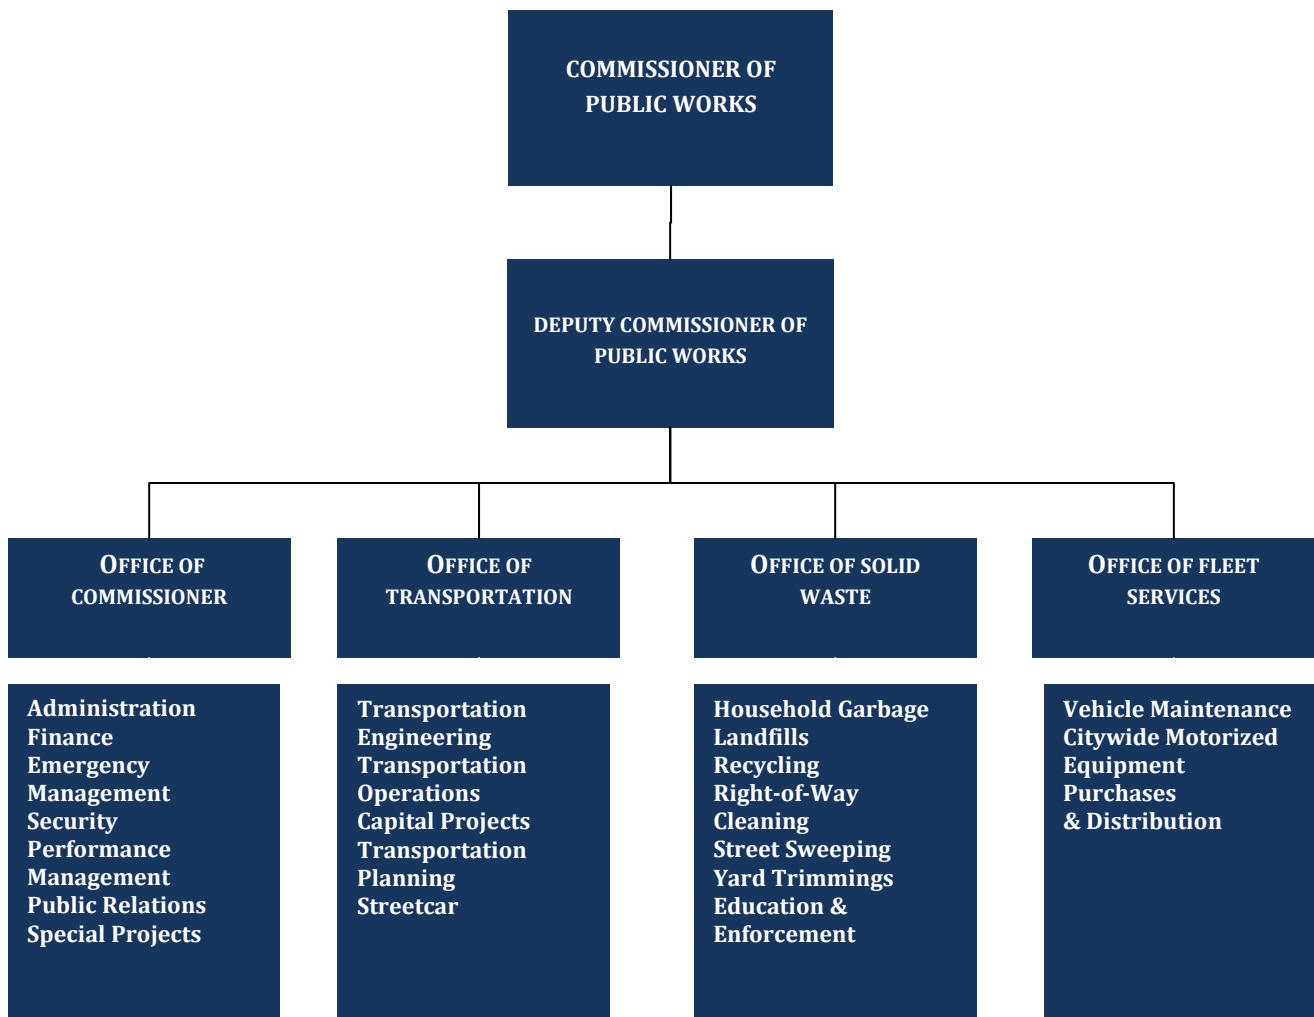 COMMISSIONER OF
PUBLIC WORKS
DEPUTY COMMISSIONER OF
PUBLIC WORKS
OFFICE OF
COMMISSIONER
OFFICE OF
TRANSPORTATION
OFFICE OF SOLID
WASTE
OFFICE OF FLEET
SERVICES
Administration
Finance
Emergency
Management
Security
Performance
Management
Public Relations
Special Projects
Transportation
Engineering
Transportation
Operations
Capital Projects
Transportation
Planning
Streetcar
Household Garbage
Landfills
Recycling
Right-of-Way
Cleaning
Street Sweeping
Yard Trimmings
Education &
Enforcement
Vehicle Maintenance
Citywide Motorized
Equipment
Purchases
& Distribution